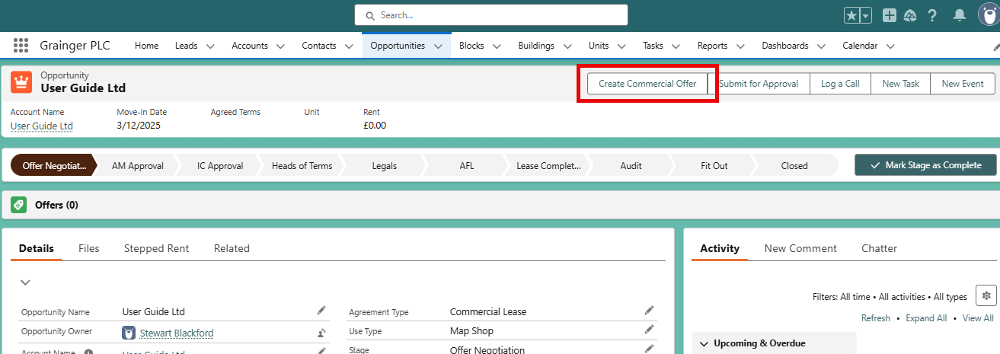 Search...
Grainger PLC Home Leads Accounts Contacts Opportunities Blocks Buildings Units Tasks Reports Dashboards Calendar
Opportunity
User Guide Ltd
Create Commercial Offer Submit for Approval Log a Call New Task New Event
Account Name Move-In Date Agreed Terms Unit Rent
User Guide Ltd 3/12/2025 £0.00
Offer Negotiat... AM Approval IC Approval Heads of Terms Legals AFL Lease Complet... Audit Fit Out Closed Mark Stage as Complete
Offers (0)
Details Files Stepped Rent Related
Opportunity Name User Guide Ltd
Opportunity Owner Stewart Blackford
Account Name User Guide Ltd
Agreement Type Commercial Lease
Use Type Map Shop
Stage Offer Negotiation
Activity New Comment Chatter
Filters: All time • All activities • All types
Refresh • Expand All • View All
Upcoming & Overdue